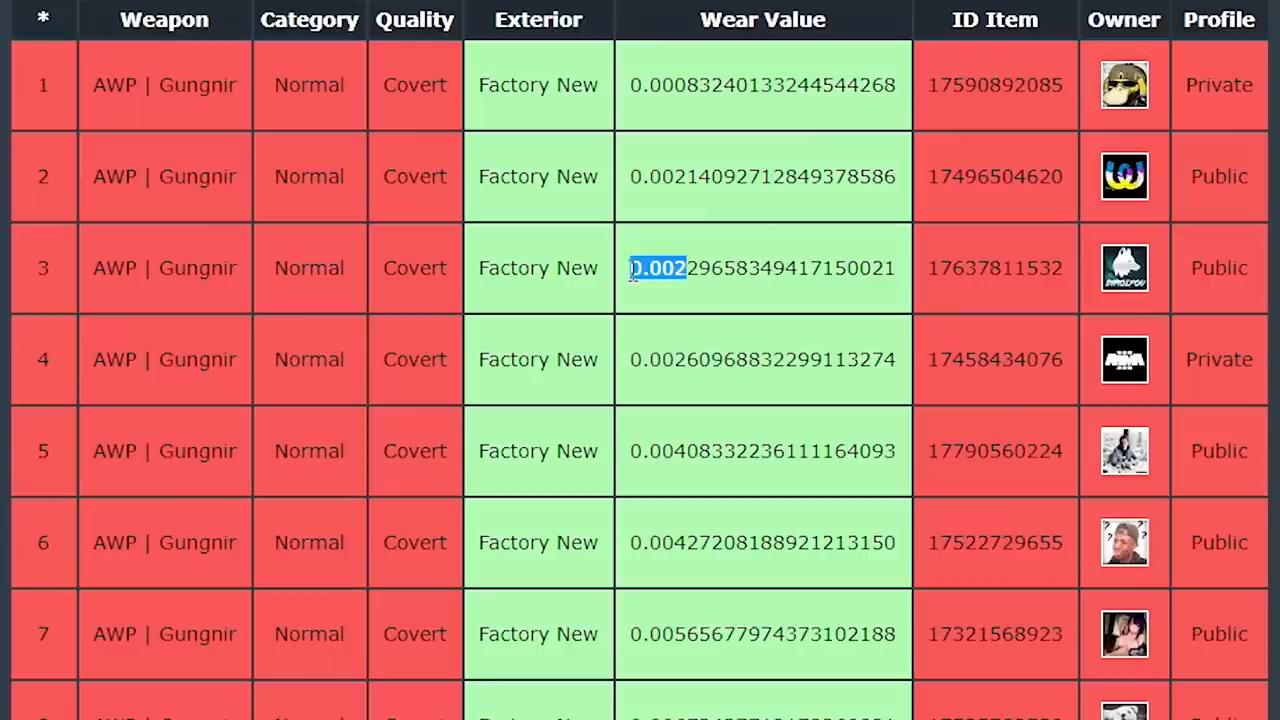 * Weapon Category Quality Exterior Wear Value ID Item Owner Profile
1 AWP | Gungnir Normal Covert Factory New 0.00083240133244544268 17590892085 Private
2 AWP | Gungnir Normal Covert Factory New 0.00214092712849378586 17496504620 Public
3 AWP | Gungnir Normal Covert Factory New 0.00229658349417150021 17637811532 Public
4 AWP | Gungnir Normal Covert Factory New 0.00260968832299113274 17458434076 Private
5 AWP | Gungnir Normal Covert Factory New 0.00408332236111164093 17790560224 Public
6 AWP | Gungnir Normal Covert Factory New 0.00427208188921213150 17522729655 Public
7 AWP | Gungnir Normal Covert Factory New 0.00565677974373102188 17321568923 Public